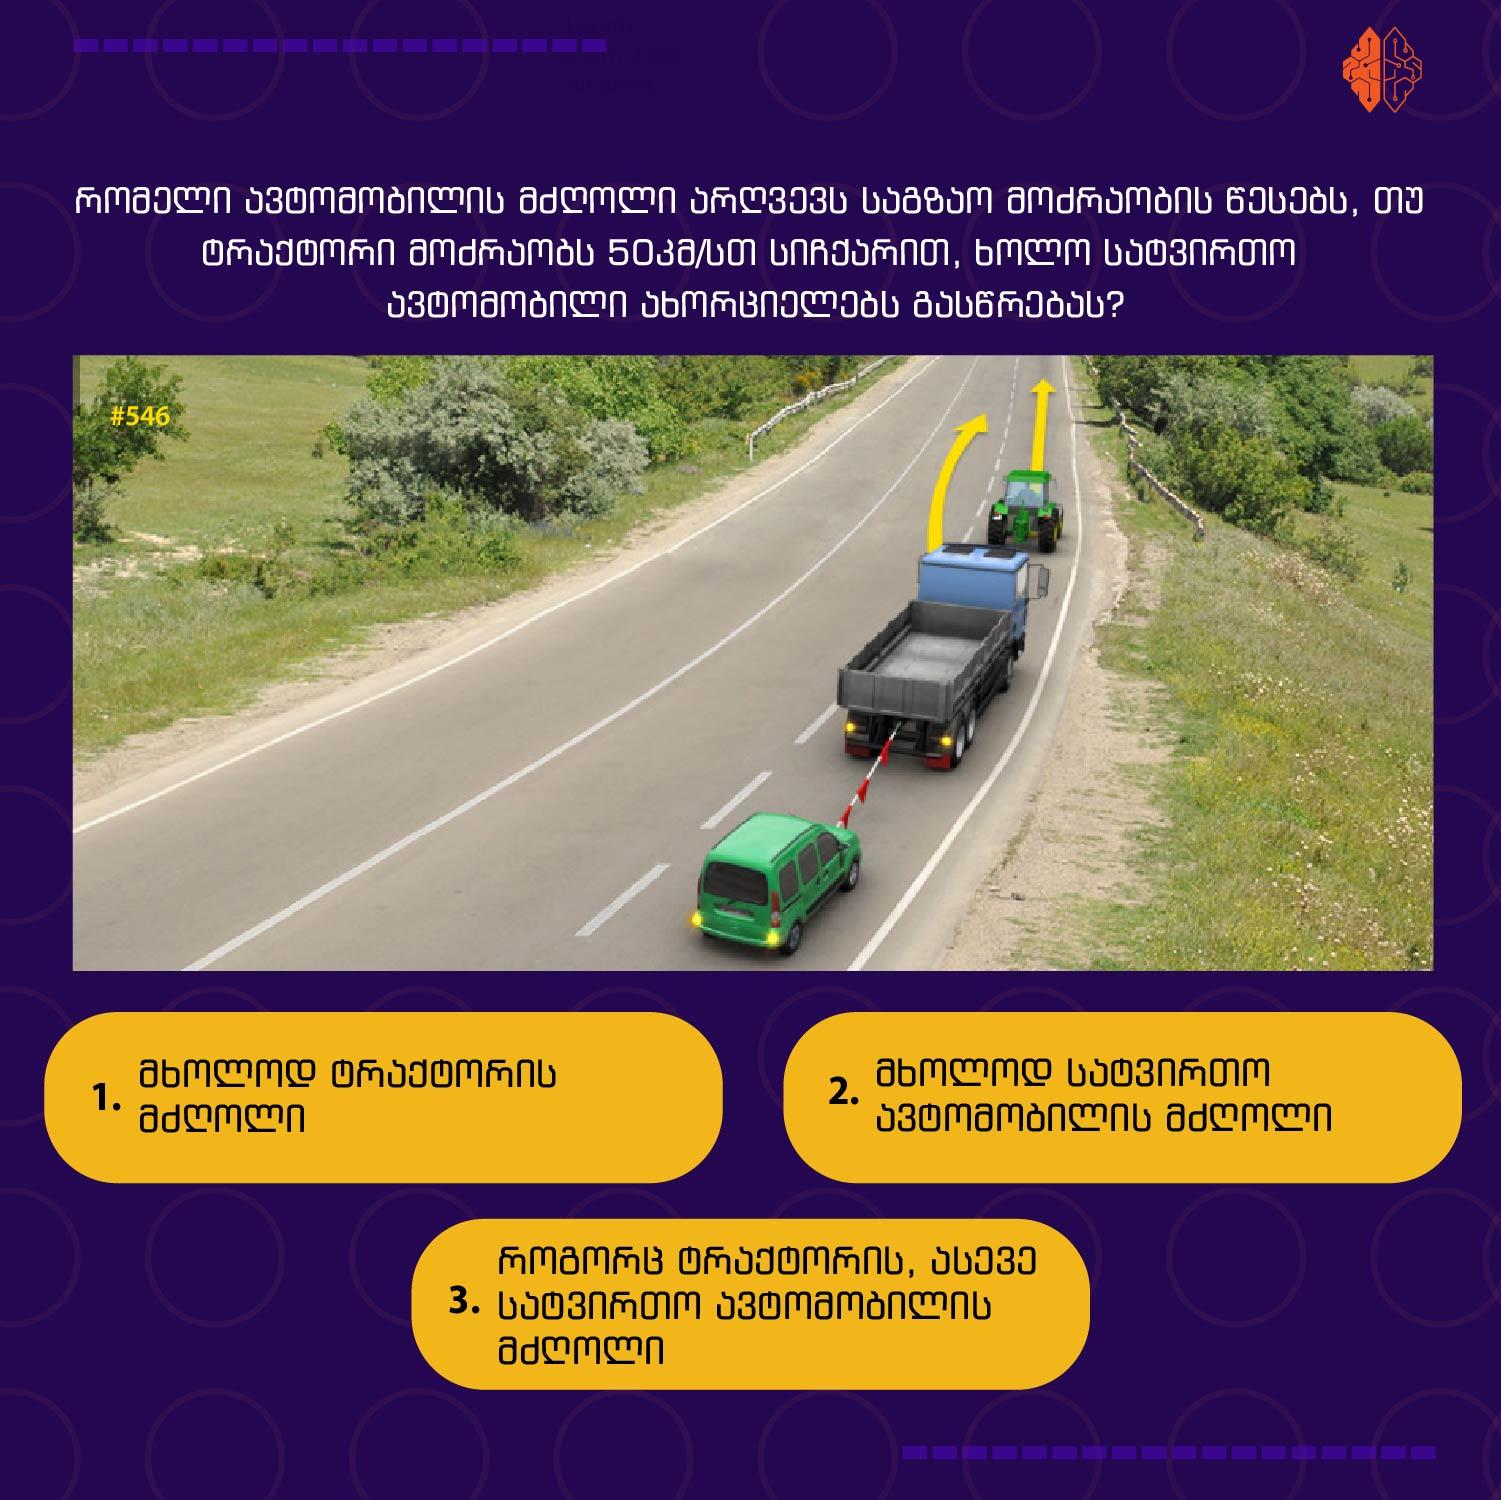 რომელი ავტომობილის მძღოლი არღვევს საგზაო მოძრაობის წესებს, თუ
ტრაქტორი მოძრაობს 50კმ/სთ სიჩქარით, ხოლო სატვირთო
ავტომობილი ახორციელებს გასწრებას?
#546
1. მხოლოდ ტრაქტორის
მძღოლი
2. მხოლოდ სატვირთო
ავტომობილის მძღოლი
3. როგორც ტრაქტორის, ასევე
სატვირთო ავტომობილის
მძღოლი